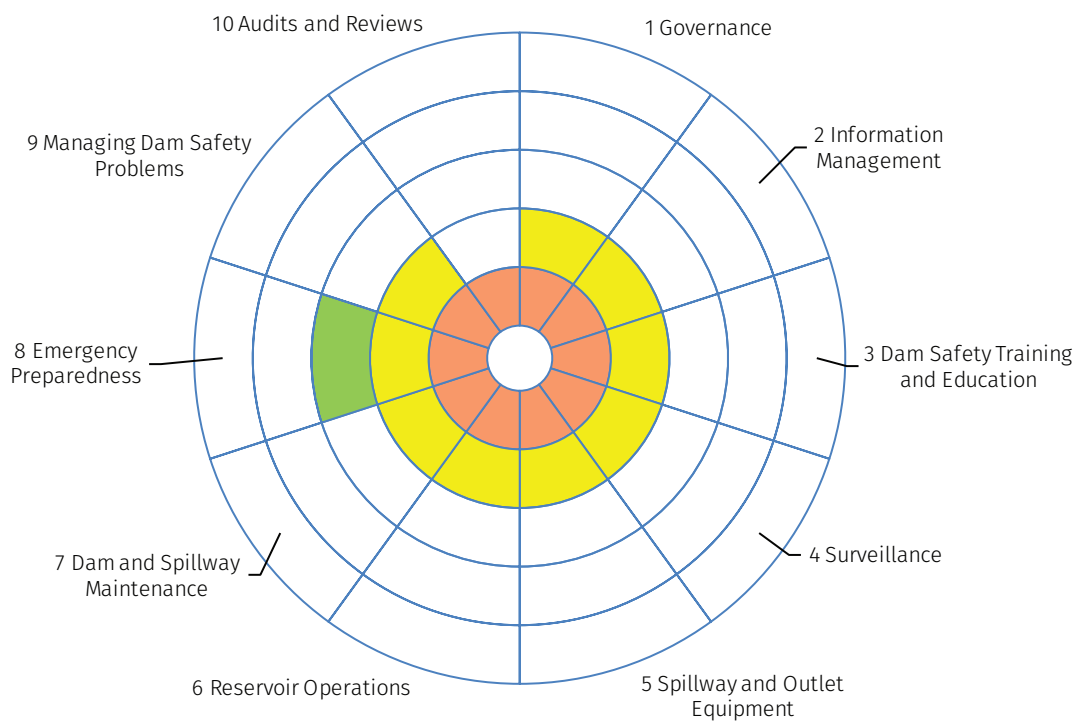 10 Audits and Reviews
1 Governance
2 Information
Management
3 Dam Safety Training
and Education
4 Surveillance
5 Spillway and Outlet
Equipment
6 Reservoir Operations
7 Dam and Spillway
Maintenance
8 Emergency
Preparedness
9 Managing Dam Safety
Problems